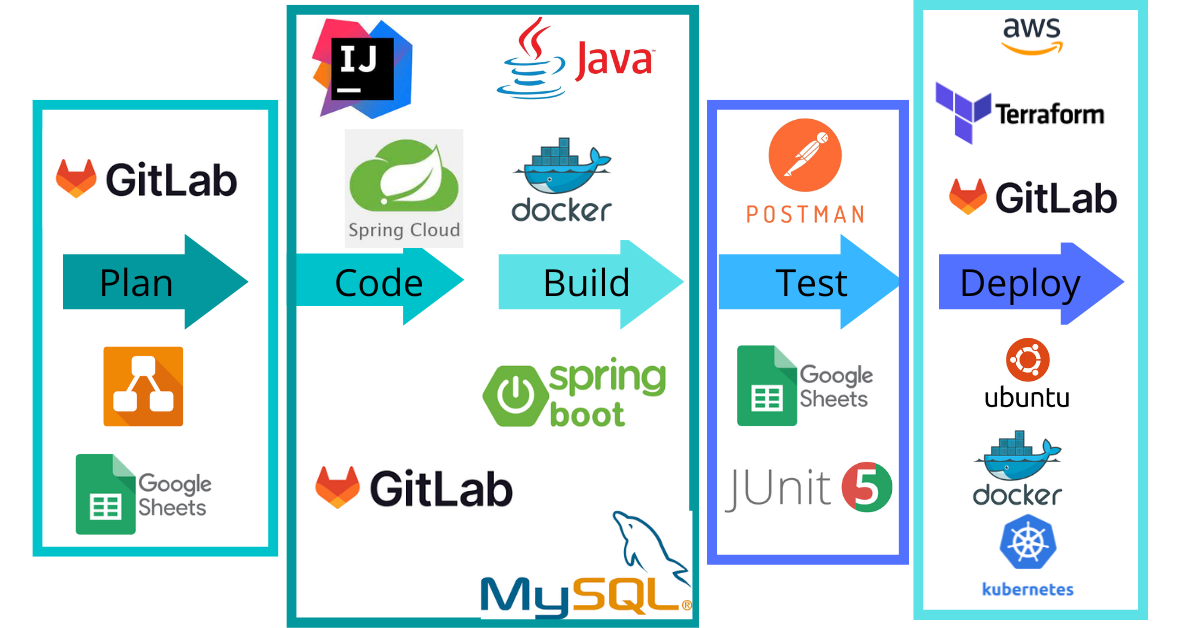 GitLab
Plan
Google
Sheets
IJ
Java™
Spring Cloud
docker
Code
Build
spring
boot
GitLab
MySQL®
POSTMAN
Test
Google
Sheets
JUnit 5
aws
Terraform
GitLab
Deploy
ubuntu
docker
kubernetes